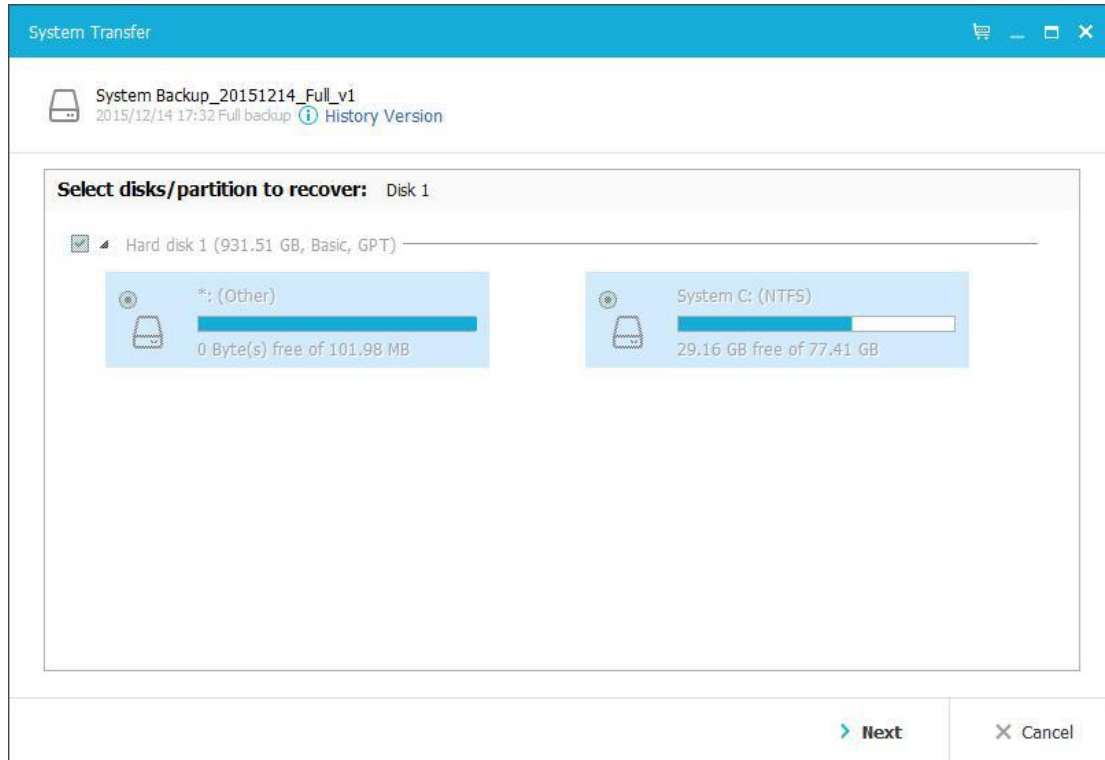 System Transfer
System Backup_20151214_Full_v1
2015/12/14 17:32 Full backup History Version
Select disks/partition to recover: Disk 1
Hard disk 1 (931.51 GB, Basic, GPT)
*: (Other)
0 Byte(s) free of 101.98 MB
System C: (NTFS)
29.16 GB free of 77.41 GB
Next
Cancel